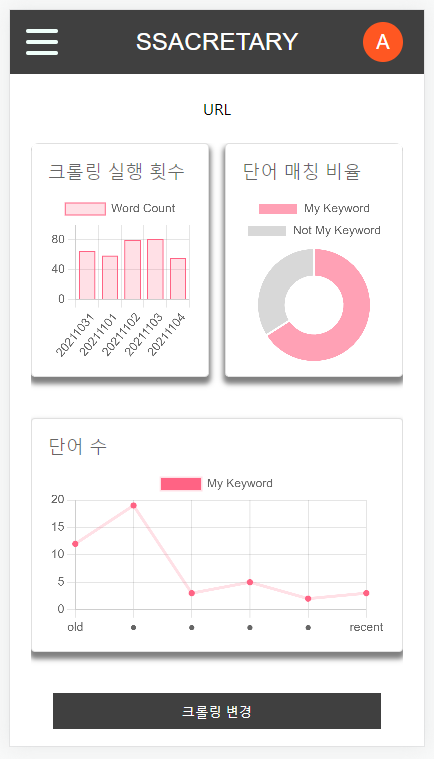 SSACRETARY
A
URL
크롤링 실행 횟수
Word Count
80
40
0
20211031
20211101
20211102
20211103
20211104
단어 매칭 비율
My Keyword
Not My Keyword
단어 수
My Keyword
20
15
10
5
0
old
recent
크롤링 변경